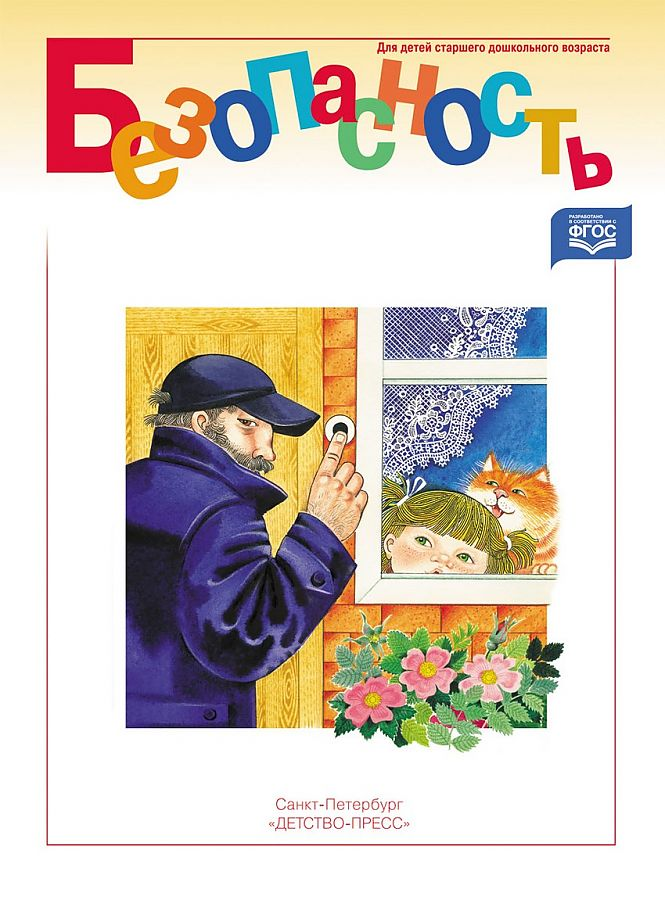 Для детей старшего дошкольного возраста
Безопасность
РАЗРАБОТАНО
В СООТВЕТСТВИИ С
ФГОС
Санкт-Петербург
«ДЕТСТВО-ПРЕСС»